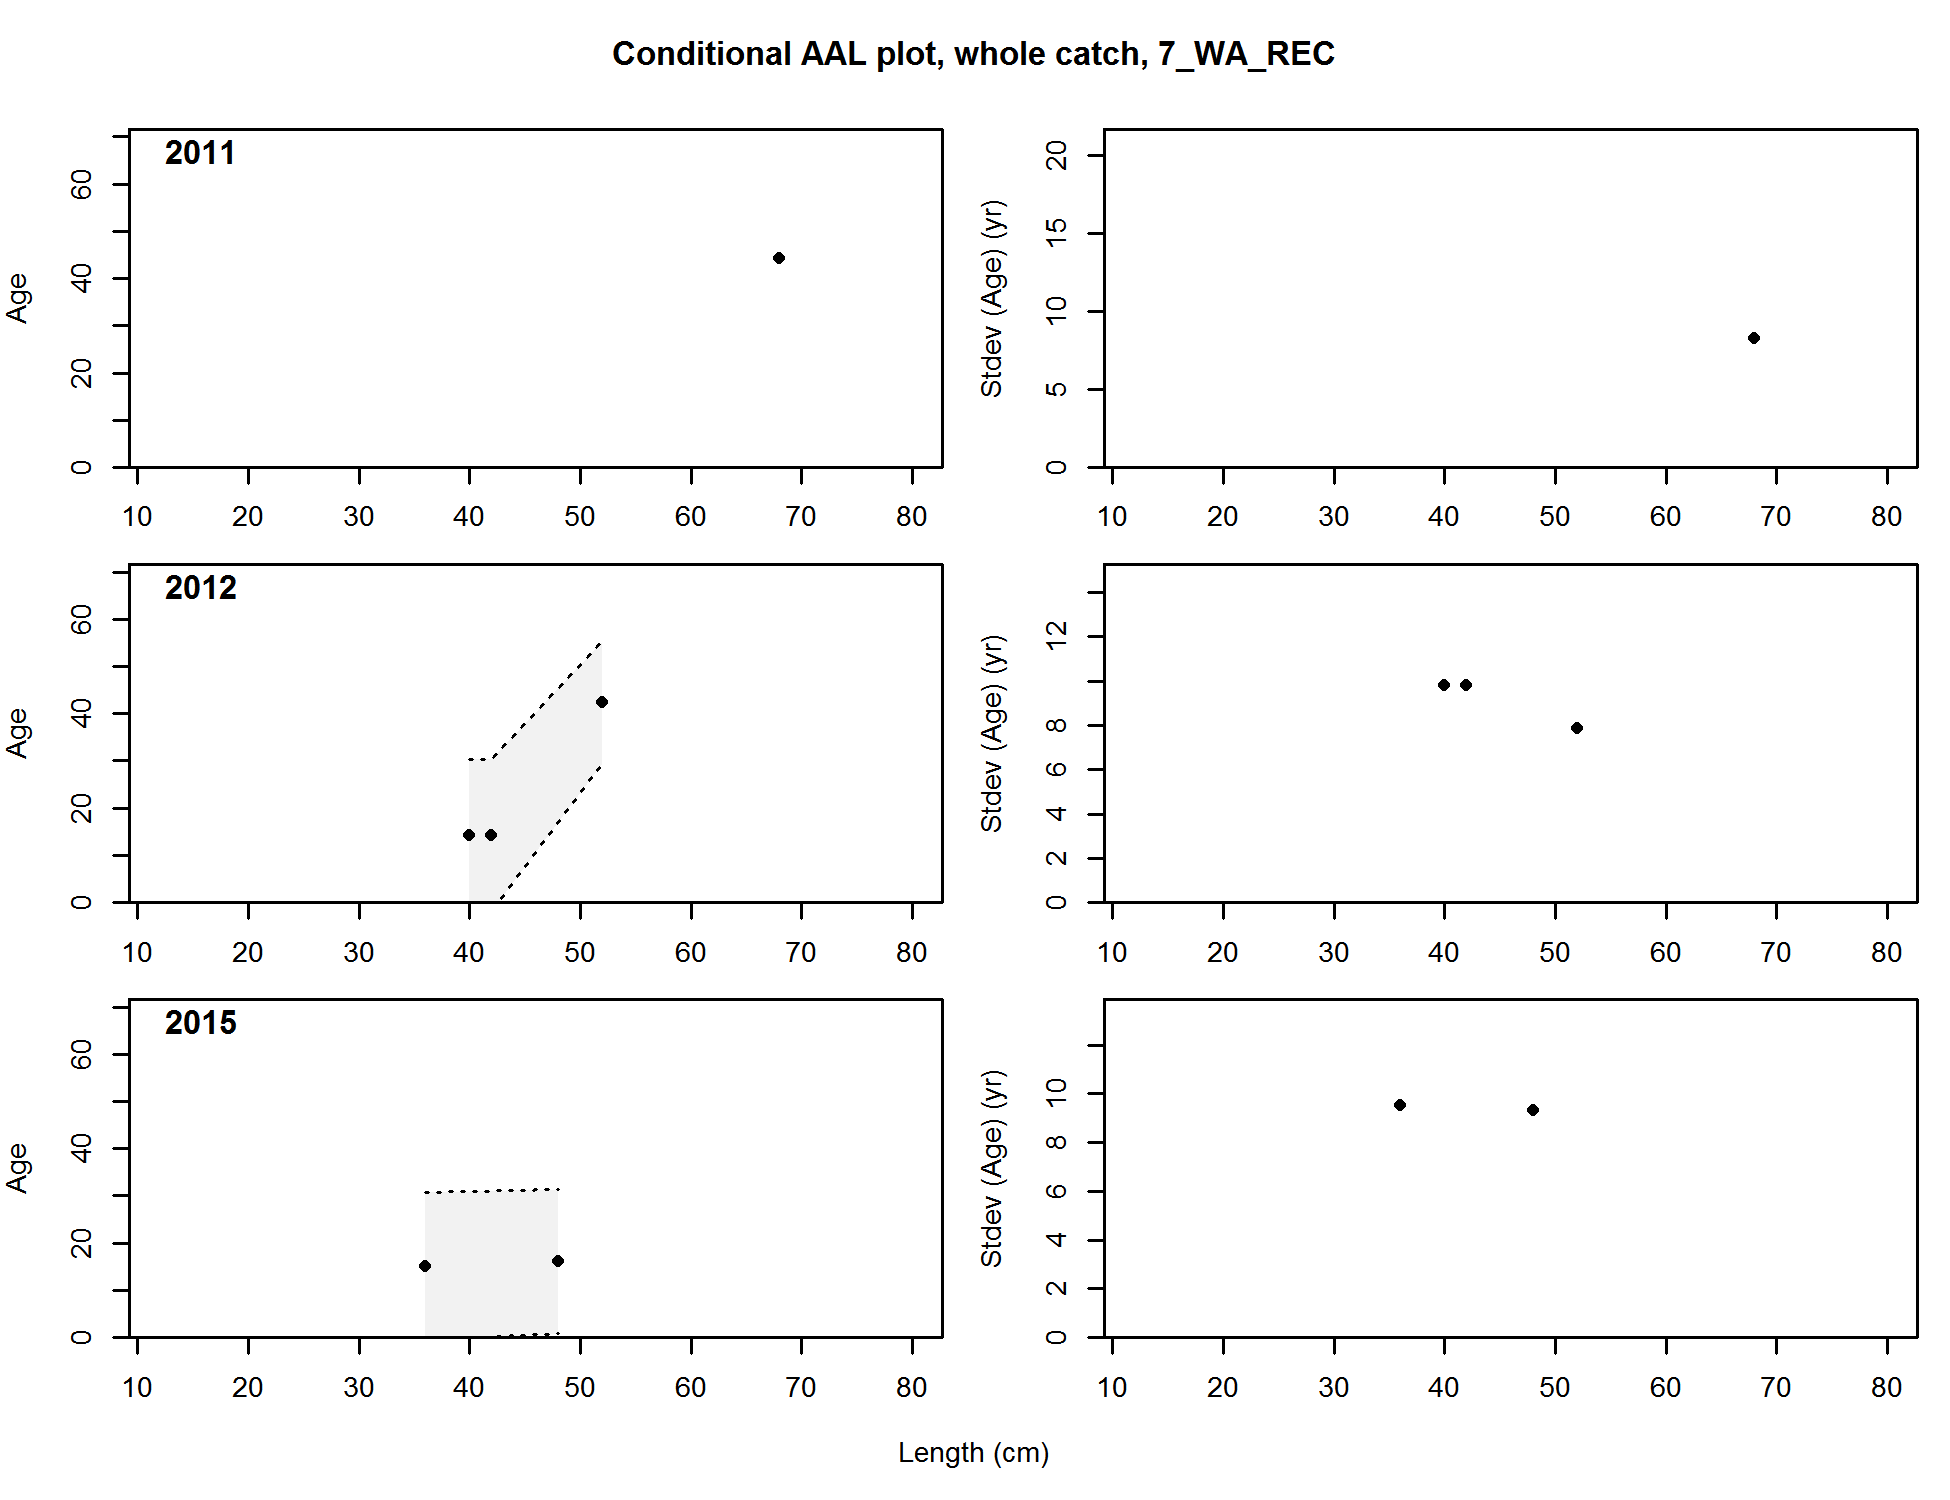 Conditional AAL plot, whole catch, 7_WA_REC
2011
Age
0 20 40 60
10 20 30 40 50 60 70 80
Stdev (Age) (yr)
0 5 10 15 20
10 20 30 40 50 60 70 80
2012
Age
0 20 40 60
10 20 30 40 50 60 70 80
Stdev (Age) (yr)
0 2 4 6 8 12
10 20 30 40 50 60 70 80
2015
Age
0 20 40 60
10 20 30 40 50 60 70 80
Stdev (Age) (yr)
0 2 4 6 8 10
10 20 30 40 50 60 70 80
Length (cm)